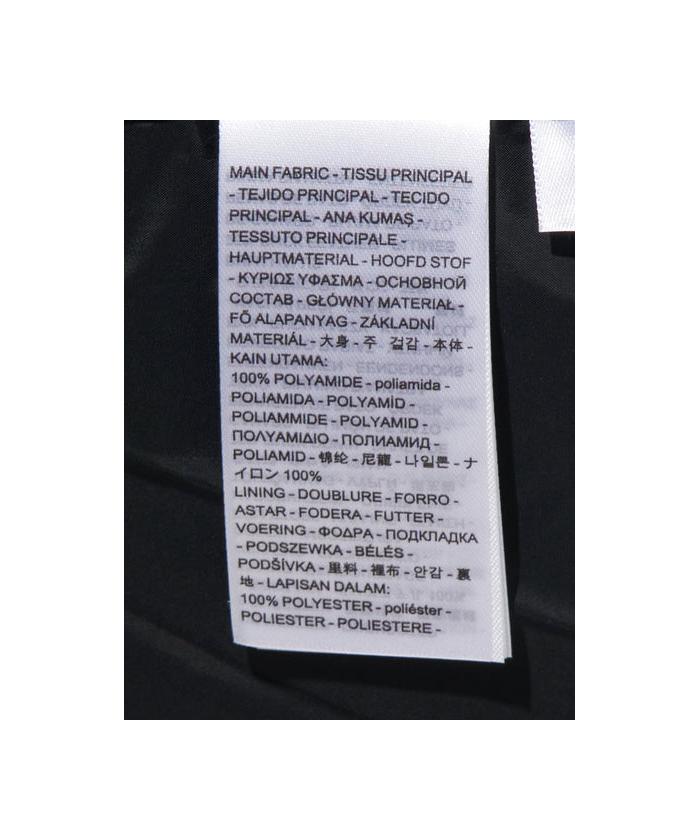 MAIN FABRIC - TISSU PRINCIPAL
- TEJIDO PRINCIPAL - TECIDO
PRINCIPAL - ANA KUMAŞ -
TESSUTO PRINCIPALE -
HAUPTMATERIAL - HOOFD STOF
- ΚΥΡΙΩΣ ΥΦΑΣΜΑ - ОСНОВНОЙ
СОСТАВ - GŁÓWNY MATERIAŁ -
FŐ ALAPANYAG - ZÁKLADNÍ
MATERIÁL - 大身 - 주 겉감 - 本体 -
KAIN UTAMA:
100% POLYAMIDE - poliamida -
POLIAMIDA - POLYAMİD -
POLIAMMIDE - POLYAMID -
ΠΟΛΥΑΜΙΔΙΟ - ПОЛИАМИД -
POLIAMID - 锦纶 - 尼龍 - 나일론 - ナ
イロン 100%
LINING - DOUBLURE - FORRO -
ASTAR - FODERA - FUTTER -
VOERING - ΦΟΔΡΑ - ПОДКЛАДКА
- PODSZEWKA - BÉLÉS -
PODŠÍVKA - 里料 - 裡布 - 안감 - 裏
地 - LAPISAN DALAM:
100% POLYESTER - poliéster -
POLIESTER - POLIESTERE -